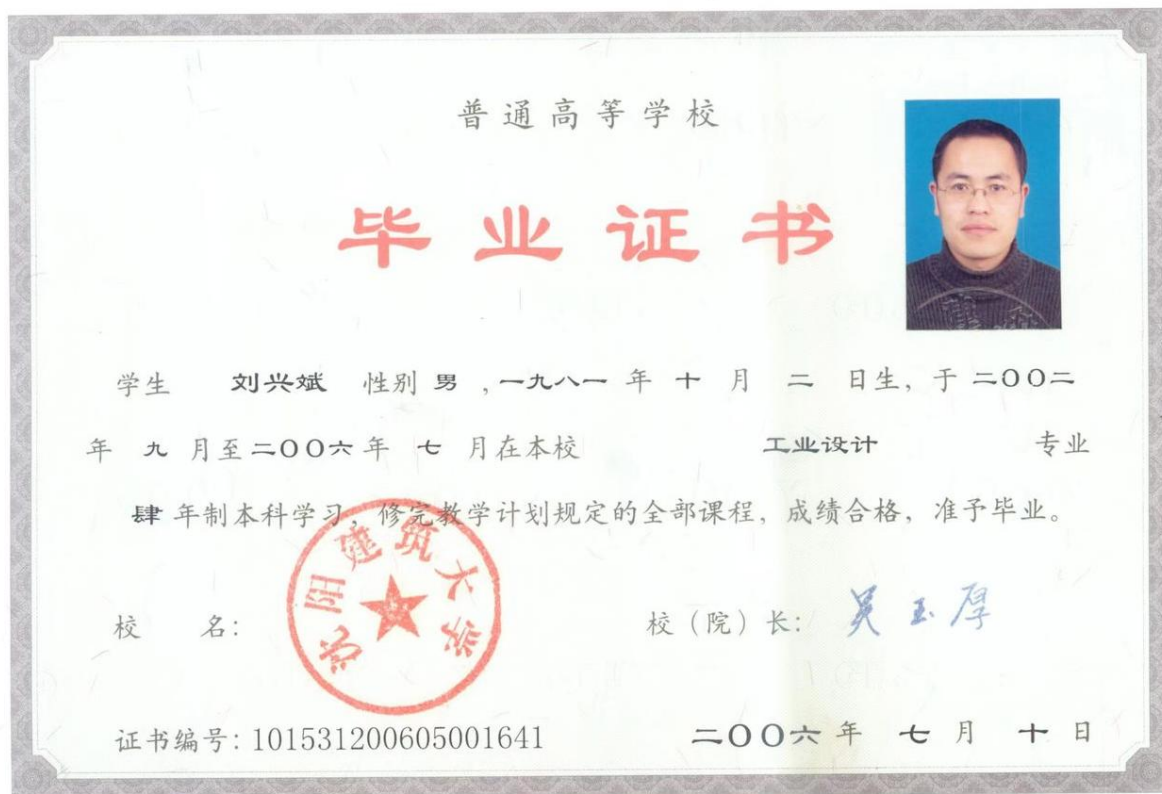 普通高等学校
毕业证书
学生 刘兴斌 性别 男 ,一九八一 年 十 月 二 日生, 于 二OO二
年 九 月至 二OO六 年 七 月在本校 工业设计 专业
肆 年制本科学习, 修完教学计划规定的全部课程, 成绩合格, 准予毕业。
沈阳建筑大学
校 名: 校（院）长: 吴玉厚
证书编号: 101531200605001641 二OO六 年 七 月 十 日